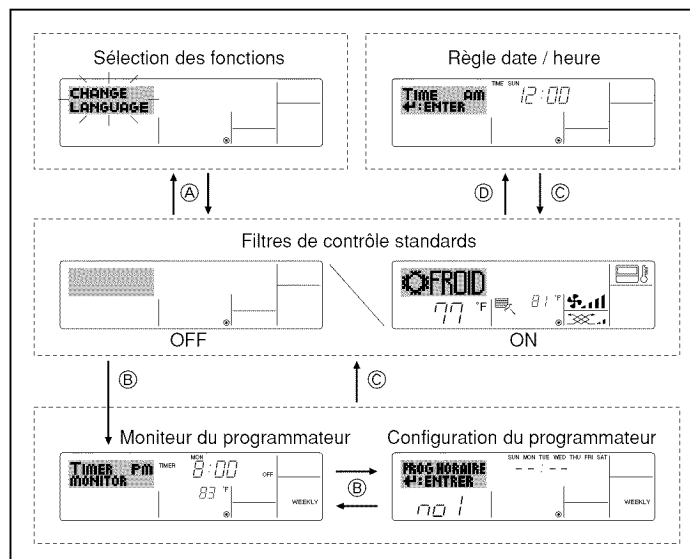 Sélection des fonctions
CHANGE
LANGUAGE
Règle date / heure
TIME SUN
TIME AM 12:00
↵:ENTER
Ⓐ
Ⓓ
Ⓒ
Filtres de contrôle standards
OFF
FROID
77 °F
81 °F
ON
Ⓑ
Ⓒ
Moniteur du programmateur
MON
TIMER PM TIMER 8:00 OFF
MONITOR
83 °F
WEEKLY
Ⓑ
Configuration du programmateur
SUN MON TUE WED THU FRI SAT
PROG HORAIRE --:--
↵:ENTRER
WEEKLY
no 1